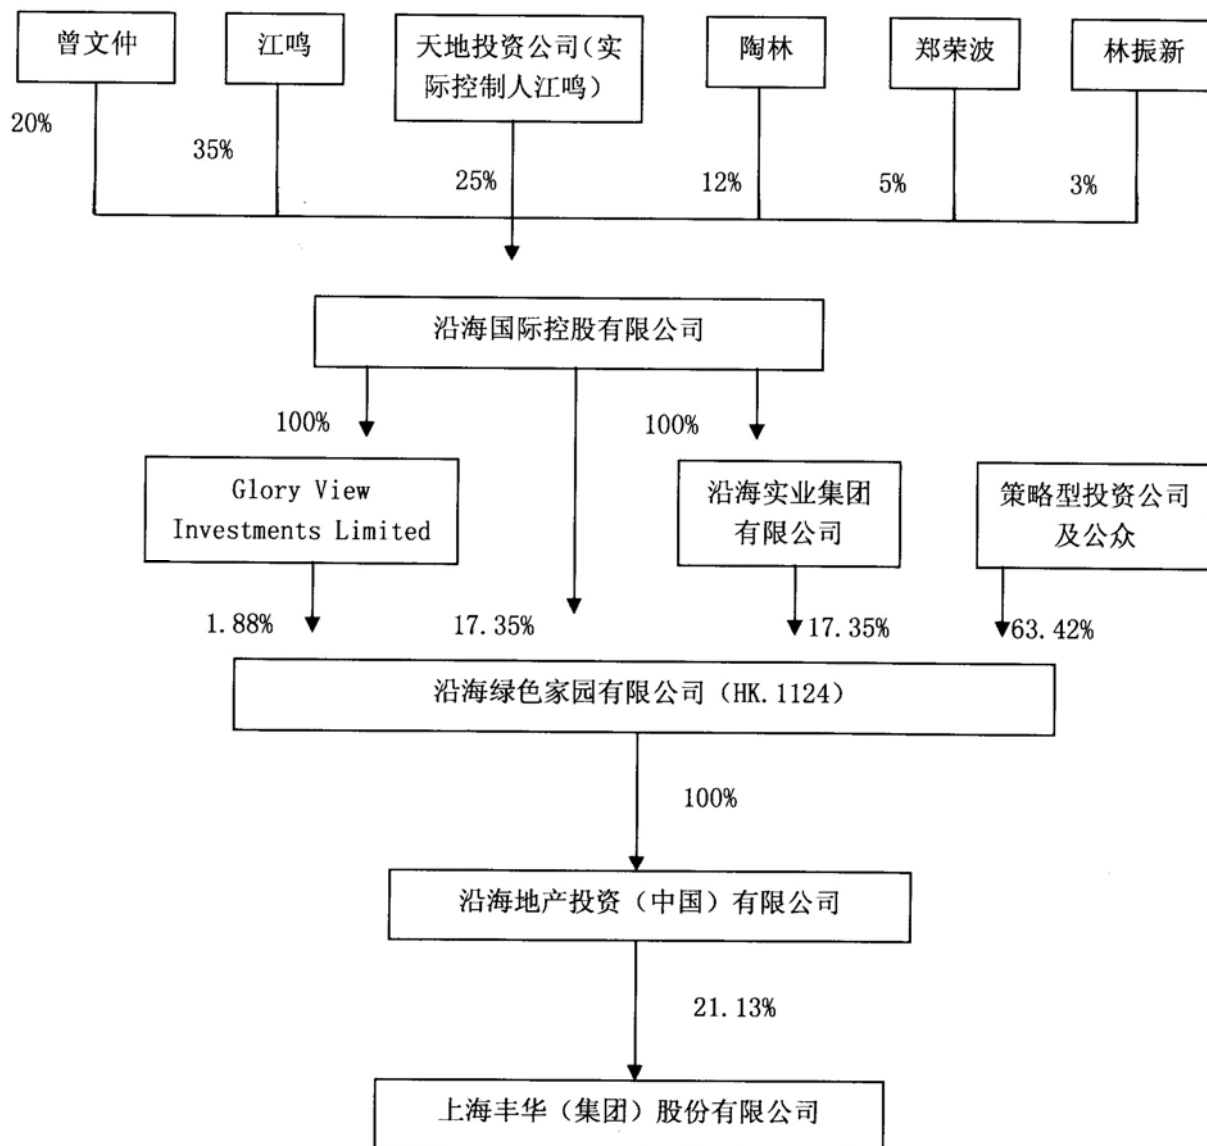 曾文仲
江鸣
天地投资公司(实
际控制人江鸣)
陶林
郑荣波
林振新
20%
35%
25%
12%
5%
3%
沿海国际控股有限公司
100%
100%
Glory View
Investments Limited
沿海实业集团
有限公司
策略型投资公司
及公众
1.88%
17.35%
17.35%
63.42%
沿海绿色家园有限公司（HK.1124）
100%
沿海地产投资（中国）有限公司
21.13%
上海丰华（集团）股份有限公司